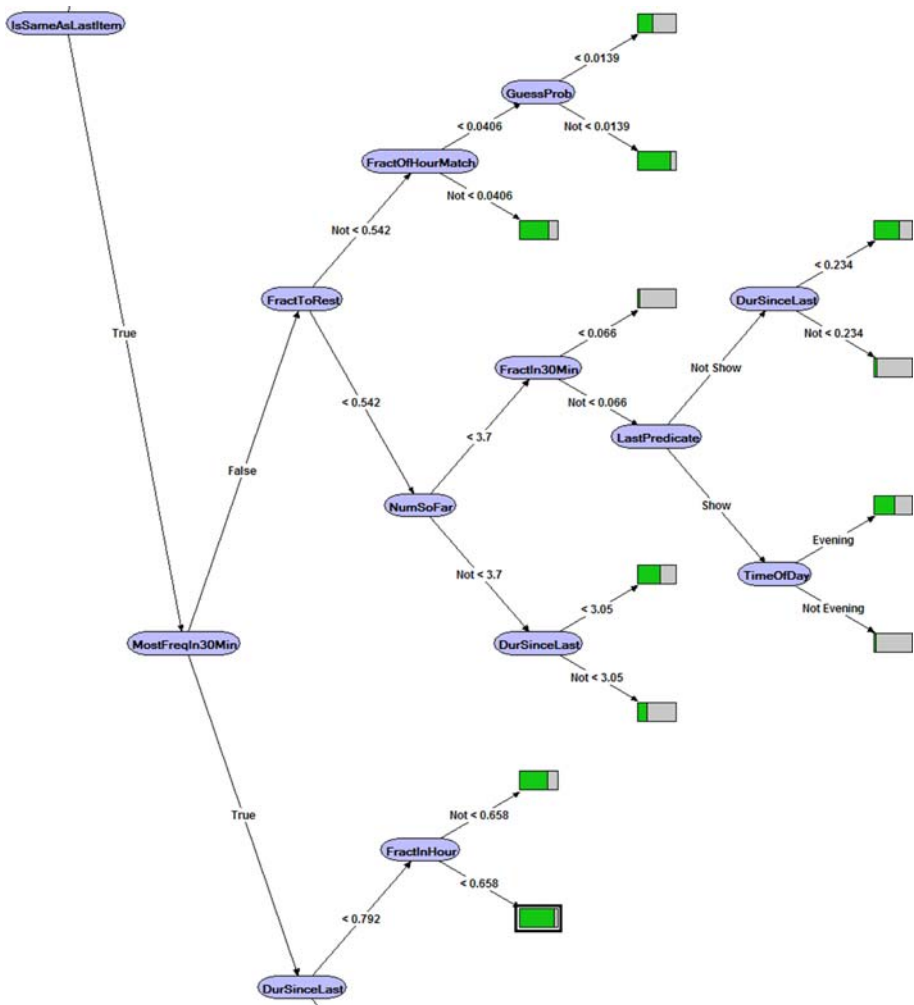 IsSameAsLastItem
< 0.0139
GuessProb
< 0.0406
Not < 0.0139
FractOfHourMatch
Not < 0.0406
Not < 0.542
< 0.234
FractToRest
DurSinceLast
True
< 0.066
Not < 0.234
FractIn30Min
Not Show
< 0.542
Not < 0.066
< 3.7
LastPredicate
False
NumSoFar
Show
Evening
Not < 3.7
TimeOfDay
< 3.05
Not Evening
MostFreqIn30Min
DurSinceLast
Not < 3.05
True
Not < 0.658
FractInHour
< 0.658
< 0.792
DurSinceLast